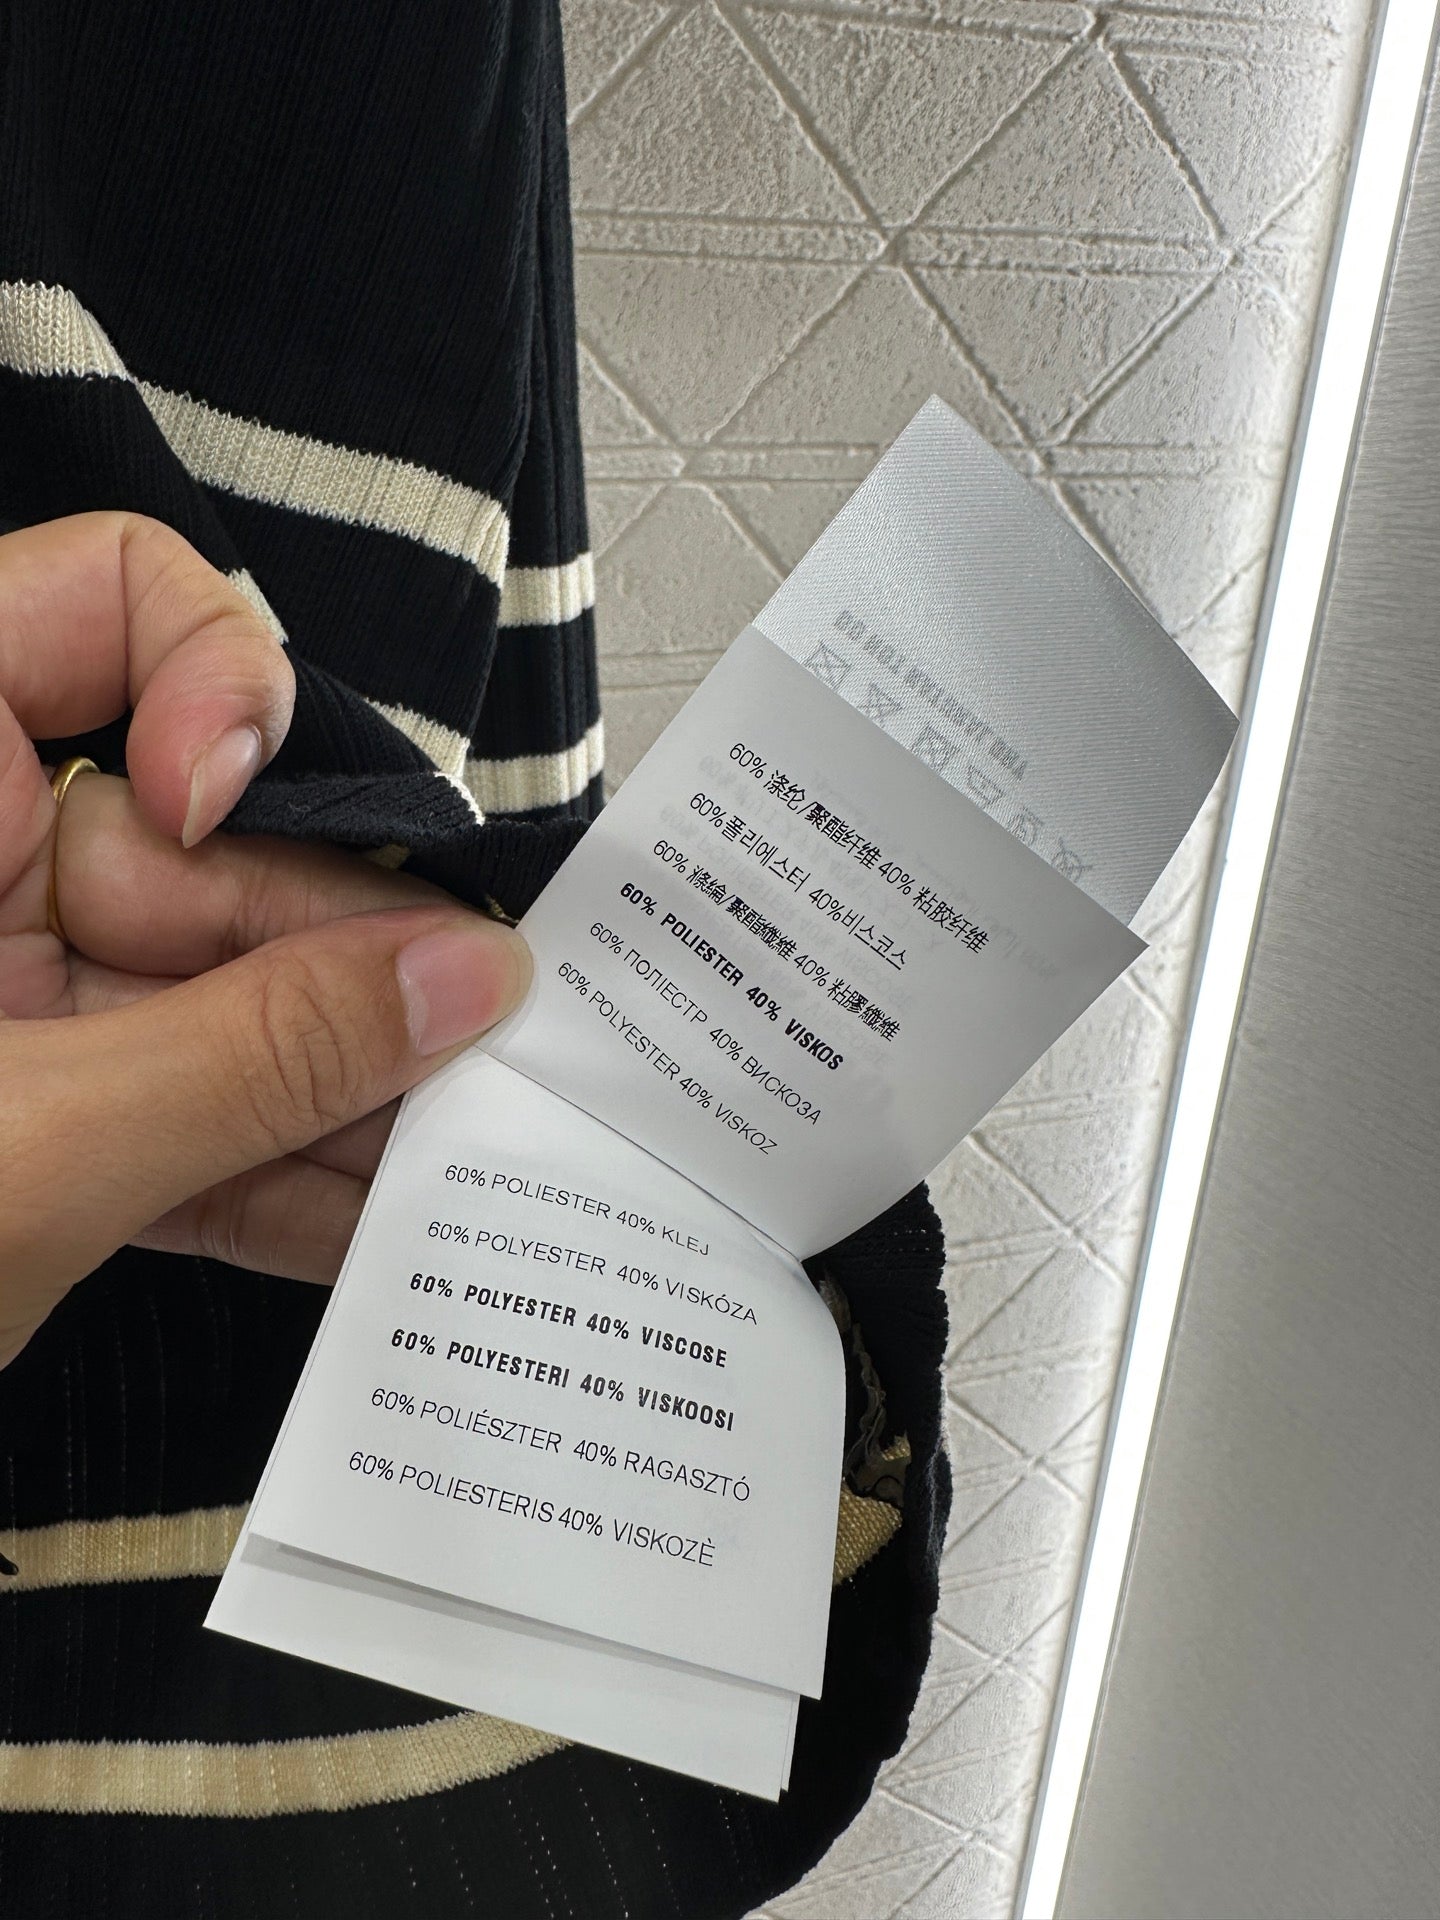 60% 涤纶/聚酯纤维 40% 粘胶纤维
60%폴리에스터 40%비스코스
60% 滌綸/聚酯纖維 40% 粘膠纖維
60% POLIESTER 40% VISKOS
60% ПОЛІЕСТР 40% ВИСКОЗА
60% POLYESTER 40% VISKOZ
60% POLIESTER 40% KLEJ
60% POLYESTER 40% VISKÓZA
60% POLYESTER 40% VISCOSE
60% POLYESTERI 40% VISKOOSI
60% POLIÉSZTER 40% RAGASZTÓ
60% POLIESTERIS 40% VISKOZÈ